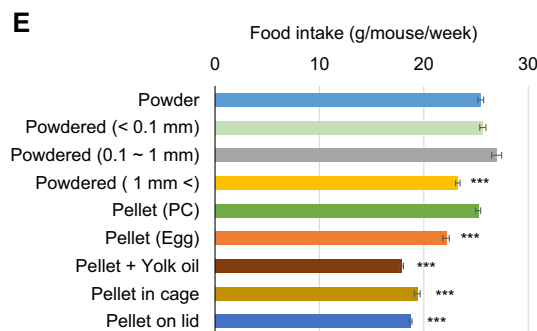 E
Food intake (g/mouse/week)
0 10 20 30
Powder
Powdered (< 0.1 mm)
Powdered (0.1 ~ 1 mm)
Powdered ( 1 mm <) ***
Pellet (PC)
Pellet (Egg) ***
Pellet + Yolk oil ***
Pellet in cage ***
Pellet on lid ***